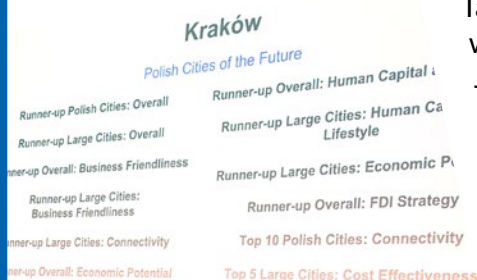 Kraków
Polish Cities of the Future
Runner-up Polish Cities: Overall
Runner-up Large Cities: Overall
Overall: Business Friendliness
Runner-up Large Cities:
Business Friendliness
Large Cities: Connectivity
Overall: Economic Potential
Runner-up Overall: Human Capital
Runner-up Large Cities: Human
Lifestyle
Runner-up Large Cities: Economic
Runner-up Overall: FDI Strategy
Top 10 Polish Cities: Connectivity
Top 5 Large Cities: Cost Effectiveness